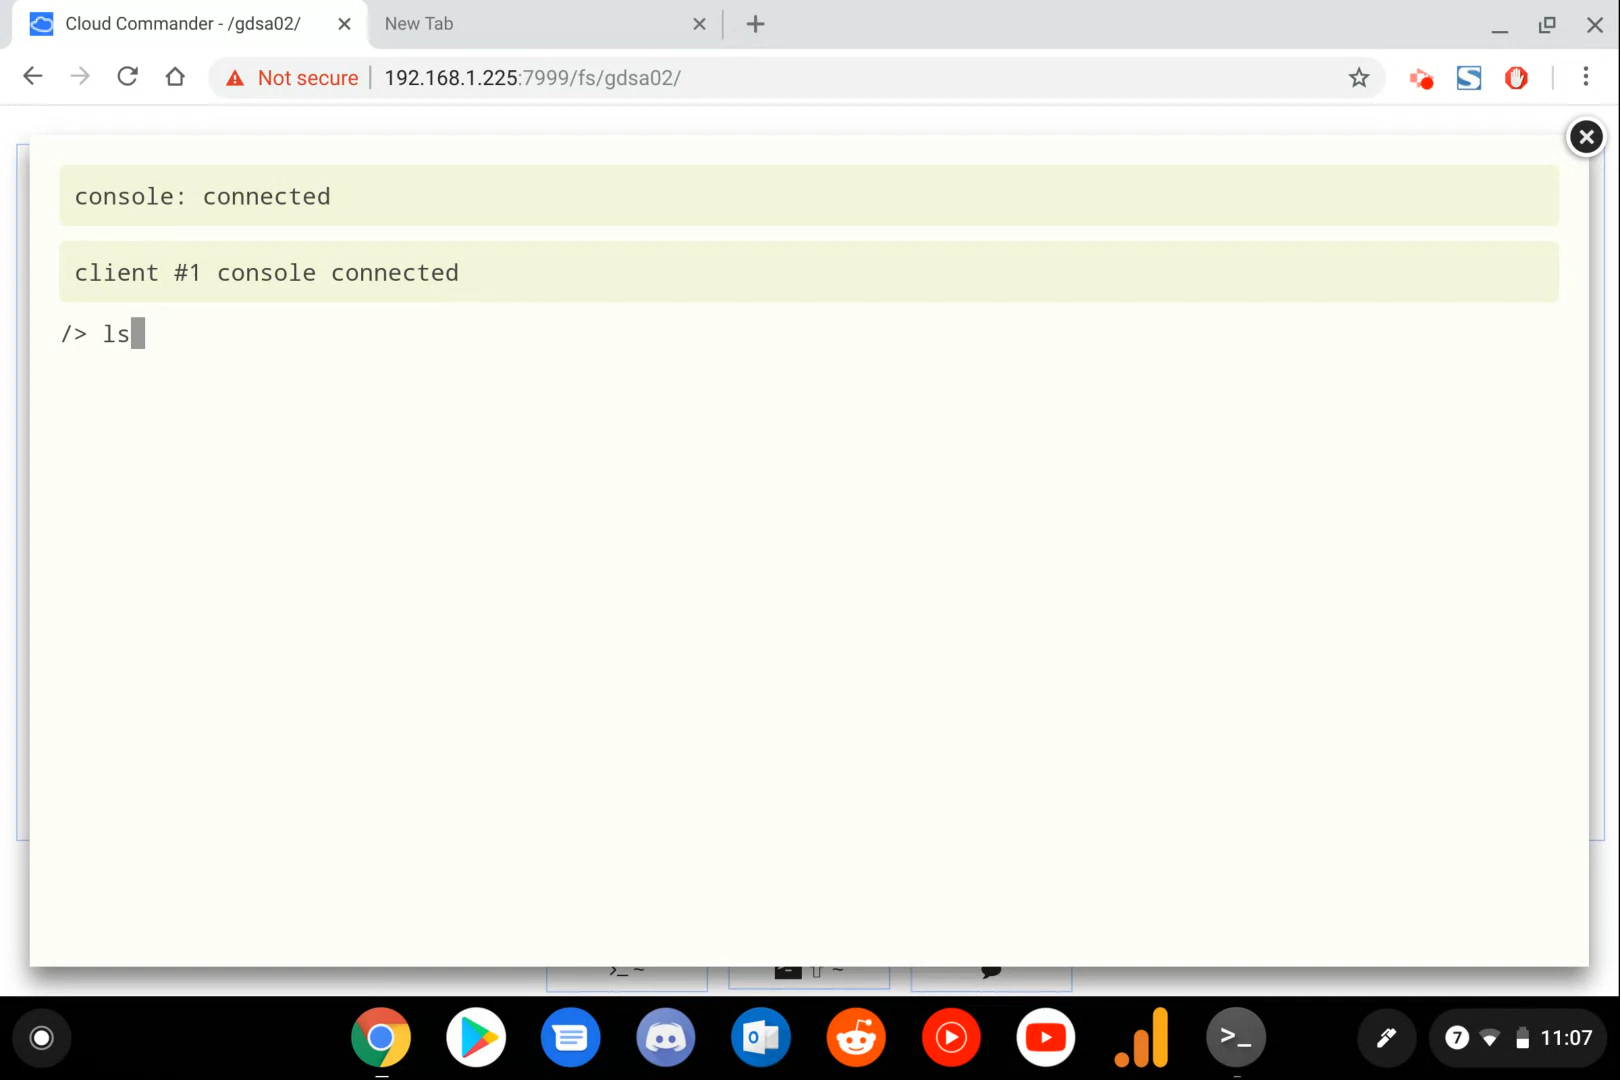 Cloud Commander - /gdsa02/
New Tab
Not secure
192.168.1.225:7999/fs/gdsa02/
console: connected
client #1 console connected
/> ls
>_ ~
~
>_
7
11:07